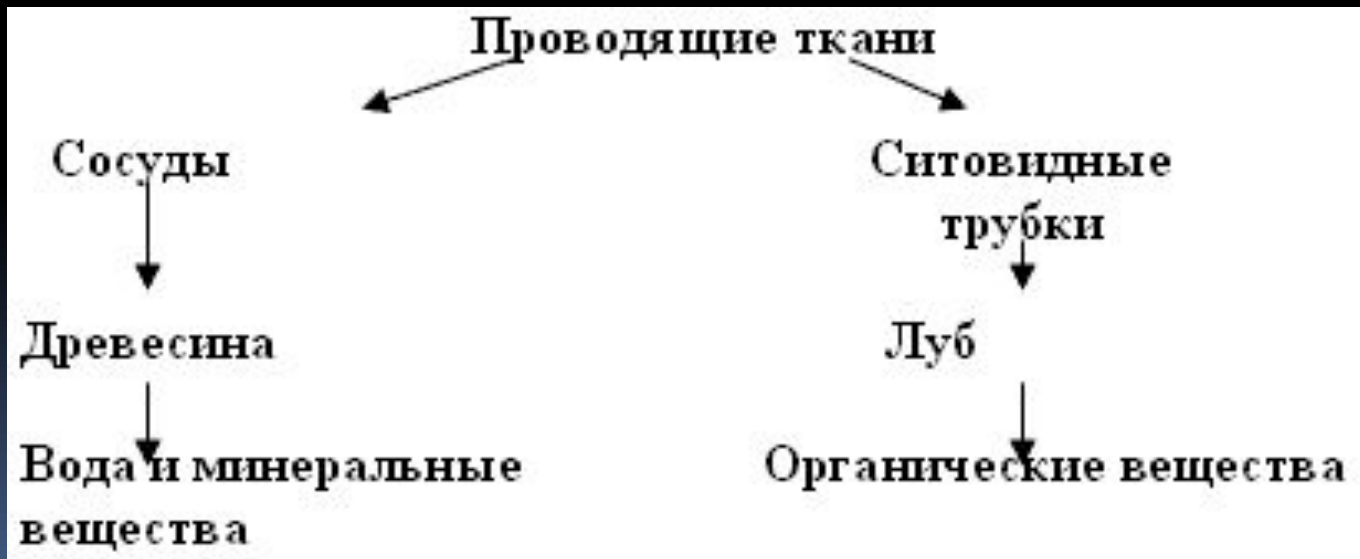 Проводящие ткани
Сосуды
Ситовидные
трубки
Древесина
Луб
Вода и минеральные
вещества
Органические вещества